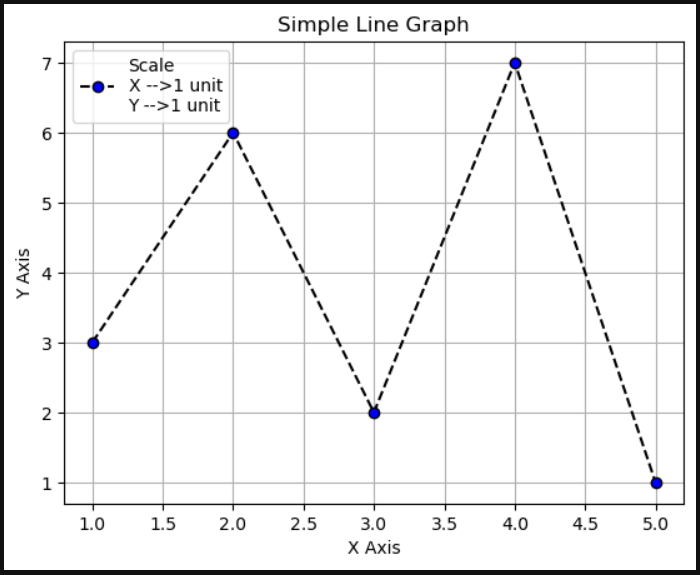 Simple Line Graph
Scale
X -->1 unit
Y -->1 unit
7
6
5
4
3
2
1
Y Axis
1.0 1.5 2.0 2.5 3.0 3.5 4.0 4.5 5.0
X Axis